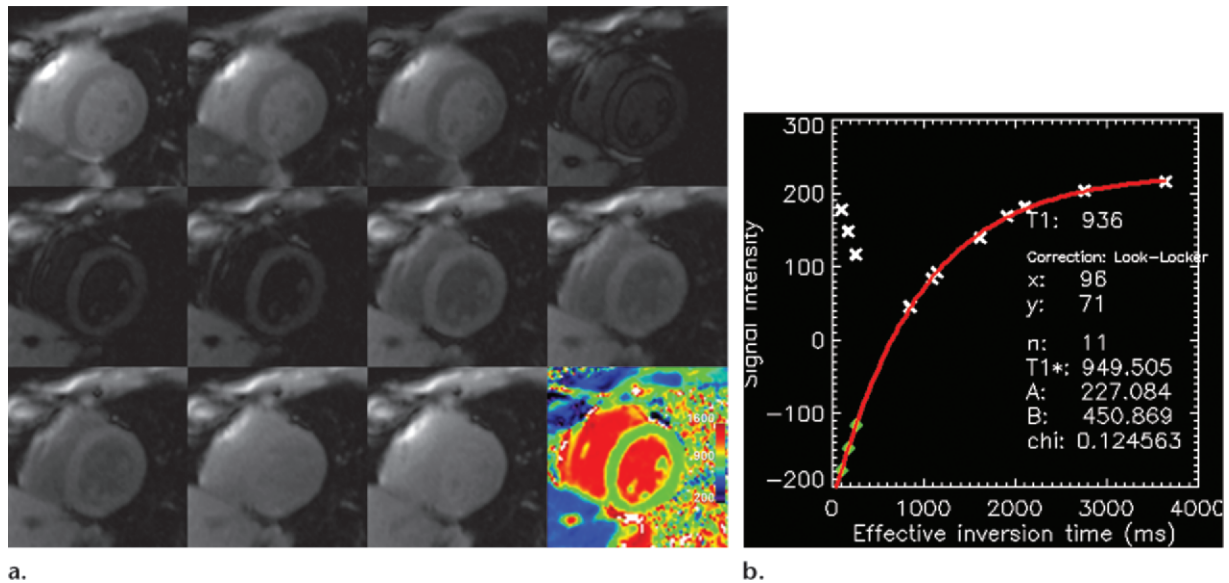 1600
900
200
a.
300
200
100
0
−100
−200
Signal intensity
T1: 936
Correction: Look−Locker
x: 96
y: 71
n: 11
T1*: 949.505
A: 227.084
B: 450.869
chi: 0.124563
0 1000 2000 3000 4000
Effective inversion time (ms)
b.